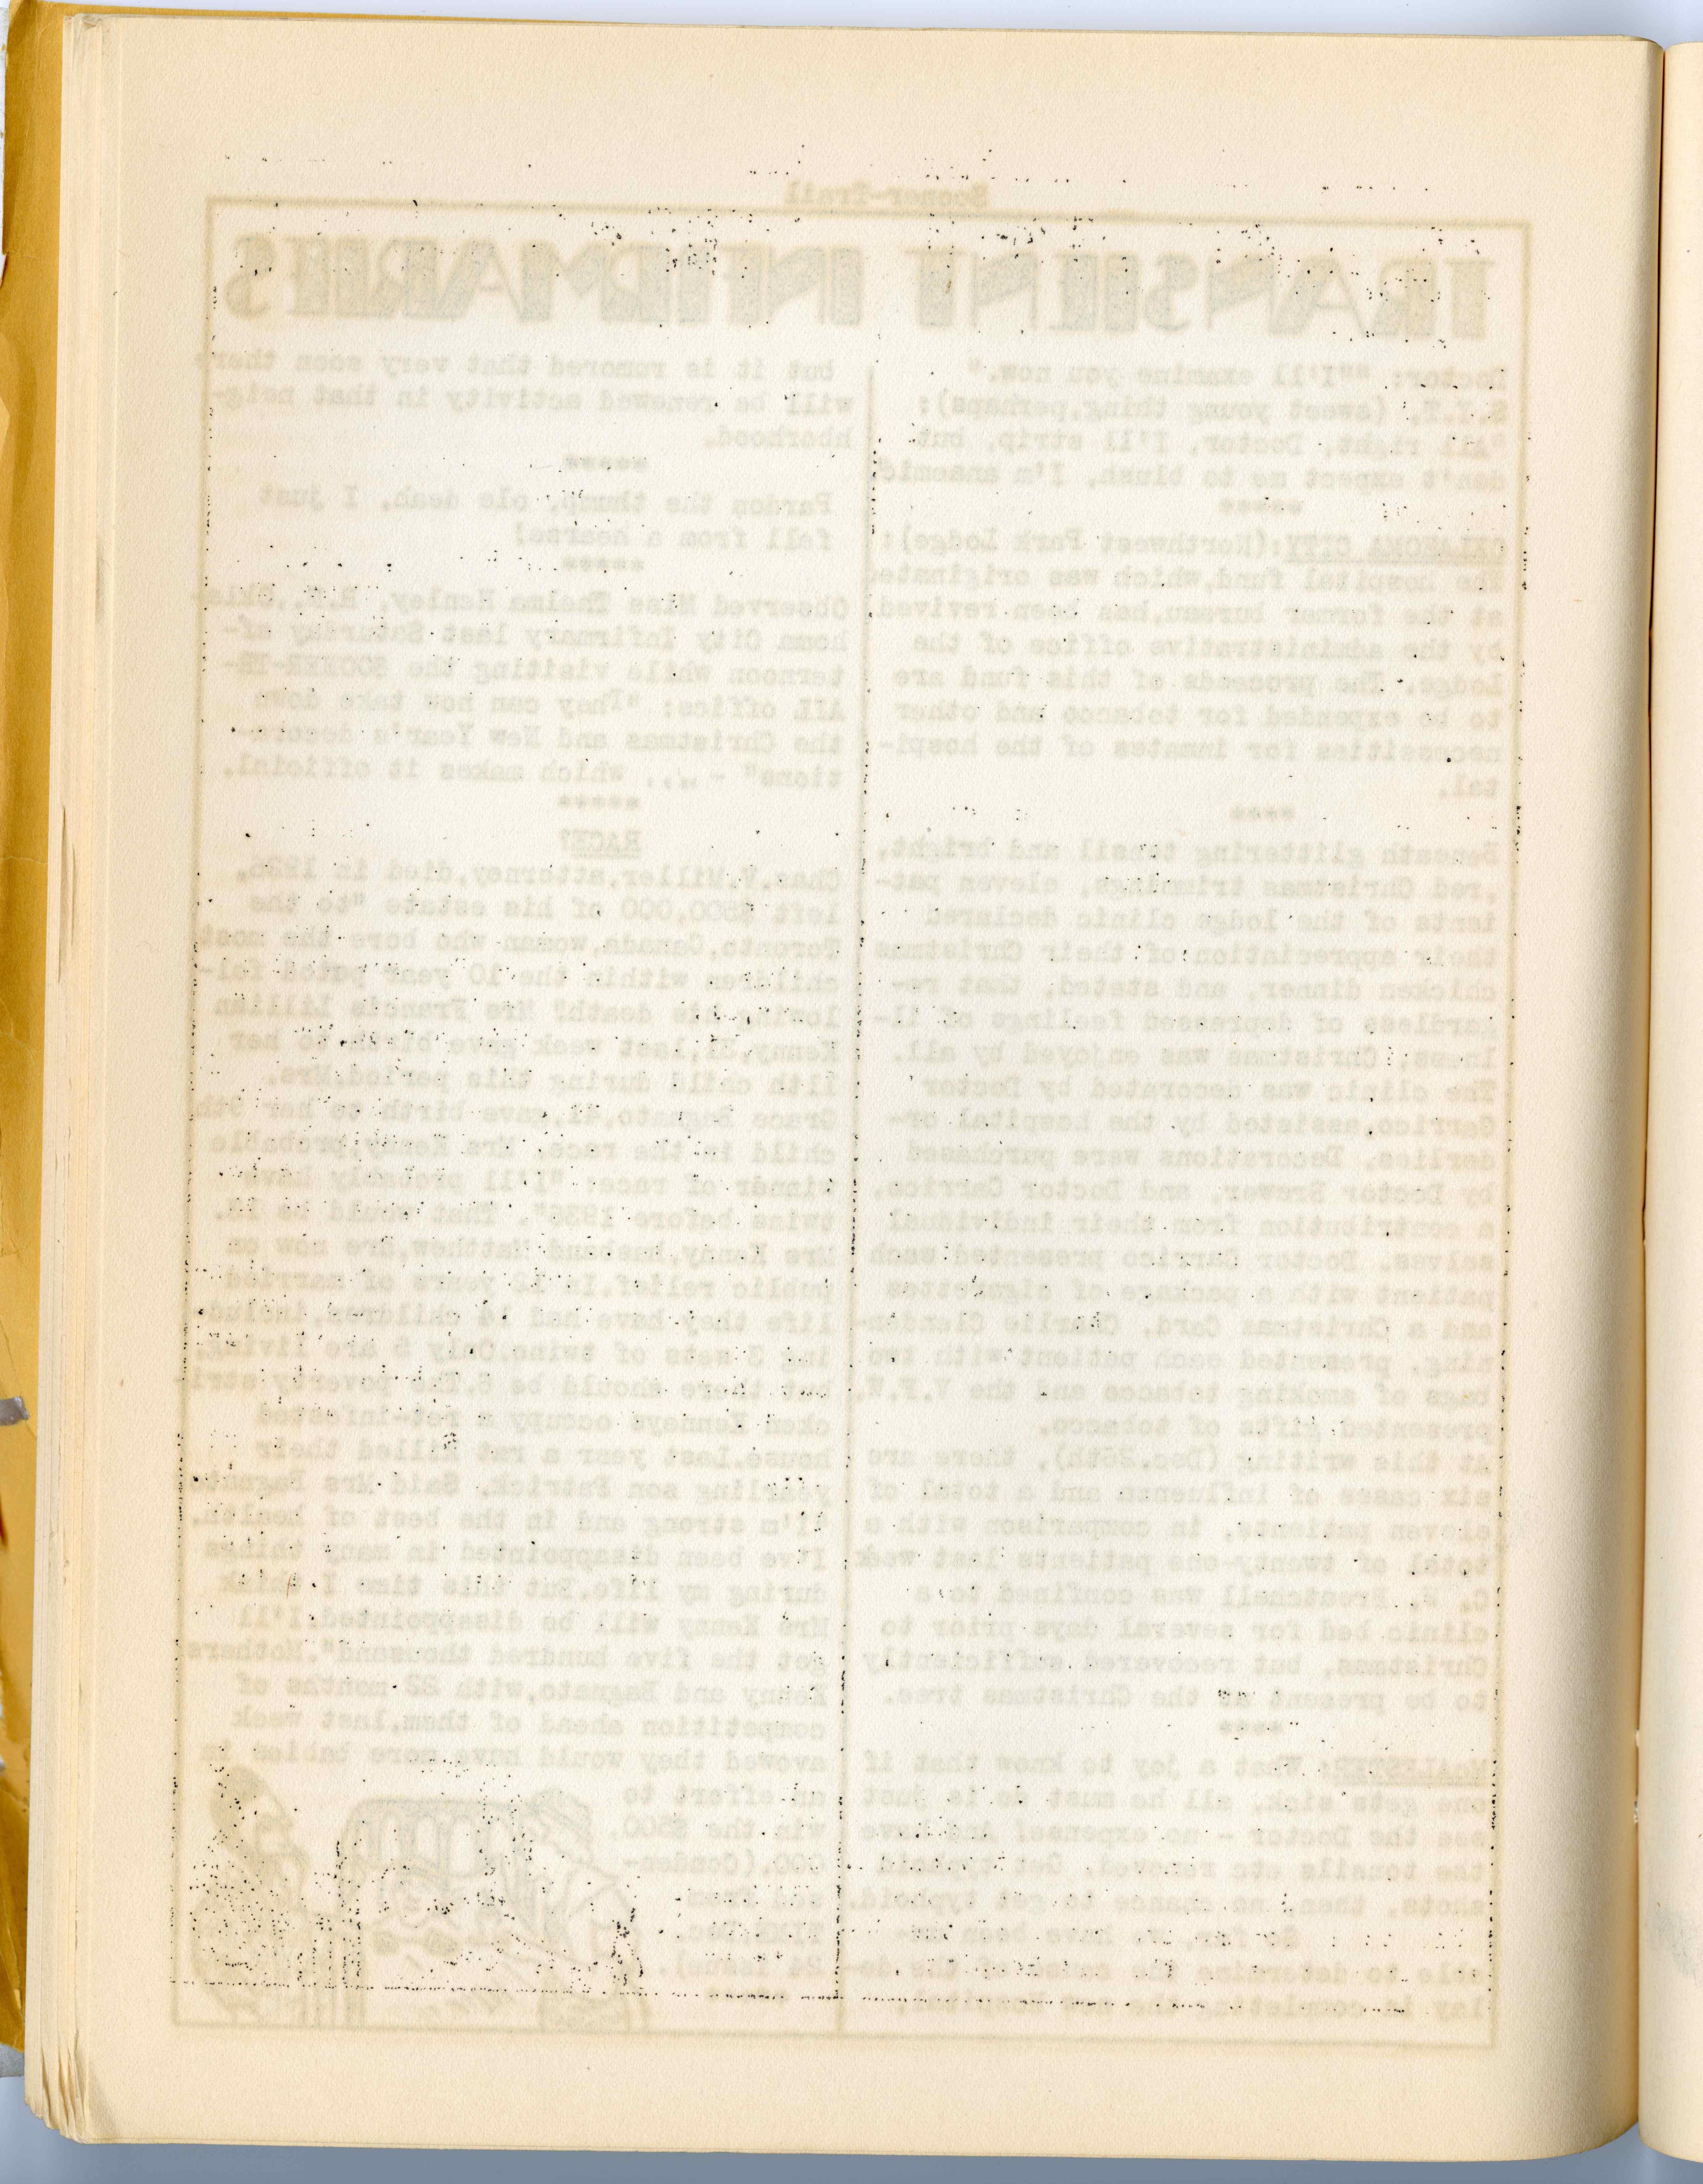 Sooner-Trail
TRANSIENT INFIRMARIES
Doctor: ""I'll examine you now."
S.Y.T. (sweet young thing,perhaps):
"All right, Doctor, I'll strip, but
don't expect me to blush, I'm anaemic"
*****
OKLAHOMA CITY:(Northwest Park Lodge):
The hospital fund,which was originated
at the former bureau,has been revived
by the administrative office of the
Lodge. The proceeds of this fund are
to be expended for tobacco and other
necessities for inmates of the hospi-
tal.
****
Beneath glittering tensil and bright,
,red Christmas trimmings, eleven pat-
ients of the lodge clinic declared
their appreciation of their Christmas
chicken dinner, and stated, that re-
gardless of depressed feelings of il-
lness, Christmas was enjoyed by all.
The clinic was decorated by Doctor
Carrico,assisted by the hospital or-
derlies. Decorations were purchased
by Doctor Brewer, and Doctor Carrico,
a contribution from their individual
selves. Doctor Carrico presented each
patient with a package of cigarettes
and a Christmas Card. Charlie Clenden-
ning, presented each patient with two
bags of smoking tobacco and the V.F.W.
presented gifts of tobacco.
At this writing (Dec.26th), there are
six cases of influenza and a total of
eleven patients, in comparison with a
total of twenty-one patients last week
C. W. was confined to a
clinic bed for several days prior to
Christmas, but recovered sufficiently
to be present at the Christmas tree.
****
McALESTER: What a joy to know that if
one gets sick, all he must do is just
see the Doctor - no expense! And have
the tonsils etc removed. Get typhoid
shots, then no chance to get typhoid.
So far, we have been un-
able to determine the cause of the de-
lay in completing the
but it is rumored that very soon there
will be renewed activity in that neig-
hborhood.
*****
Pardon the thump, ole deah, I just
fell from a hearse!
*****
Observed Miss Thelma Henley, R.N.,Okla-
homa City Infirmary last Saturday af-
ternoon while visiting the SOONER-TR-
AIL office: "They can now take down
the Christmas and New Year's decora-
tions" - ,. which makes it official.
*****
RACE?
Chas.V.Miller,attorney,died in 1926.
left $500,000 of his estate "to the
Toronto,Canada,woman who bore the most
children within the 10 year peiod fol-
lowing his death" Mrs Francis Lillian
Kenny,31,last week gave birth to her
11th child during this period.Mrs.
Grace Bagnato,41,gave birth to her 9th
child in the race. Mrs Kenny,probable
winner of race: "I'll probably have
twins before 1936". That would be 13.
Mrs Kenny,husband Matthew,are now on
public relief.In 12 years of married
life they have had 14 children,includ-
ing 3 sets of twins.Only 5 are living,
but there should be 6.The poverty stri-
cken Kenneys occupy a rat-infested
house.Last year a rat killed their
yearling son Patrick. Said Mrs Bagnato
"I'm strong and in the best of health.
I've been disappointed in many things
during my life.But this time I think
Mrs Kenny will be disappointed.I'll
get the five hundred thousand".Mothers
Kenny and Bagnato,with 22 months of
competition ahead of them,last week
avowed they would have more babies in
an effort to
win the $500,
000.(Conden-
sed from
TIME,Dec.
24 issue).